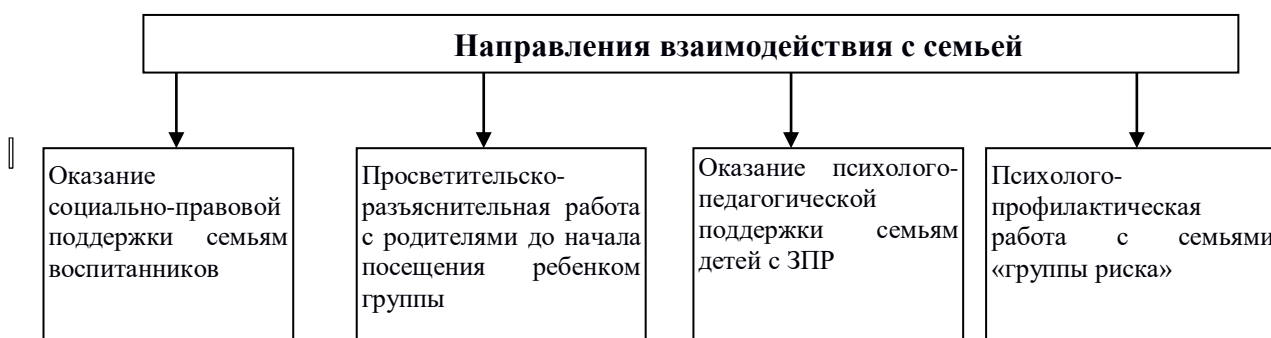 Направления взаимодействия с семьей
Оказание
социально-правовой
поддержки семьям
воспитанников
Просветительско-
разъяснительная работа
с родителями до начала
посещения ребенком
группы
Оказание психолого-
педагогической
поддержки семьям
детей с ЗПР
Психолого-
профилактическая
работа с семьями
«группы риска»